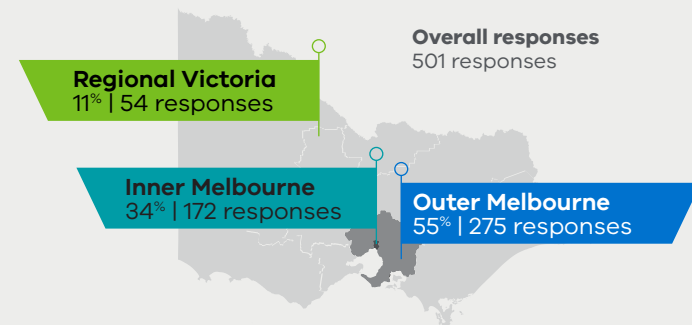 Overall responses
501 responses
Regional Victoria
11% | 54 responses
Inner Melbourne
34% | 172 responses
Outer Melbourne
55% | 275 responses